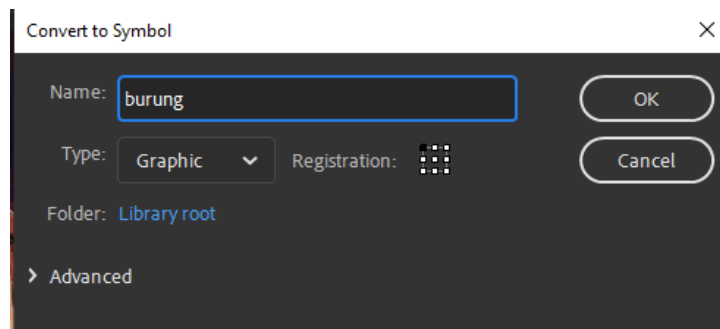 Convert to Symbol
Name: burung OK
Type: Graphic Registration: Cancel
Folder: Library root
Advanced